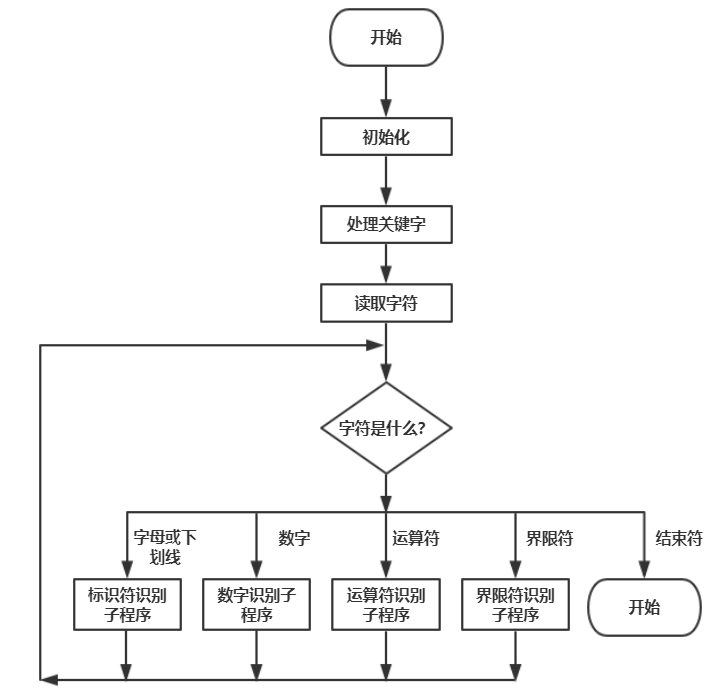 开始
初始化
处理关键字
读取字符
字符是什么?
字母或下
划线
数字
运算符
界限符
结束符
标识符识别
子程序
数字识别子
程序
运算符识别
子程序
界限符识别
子程序
开始